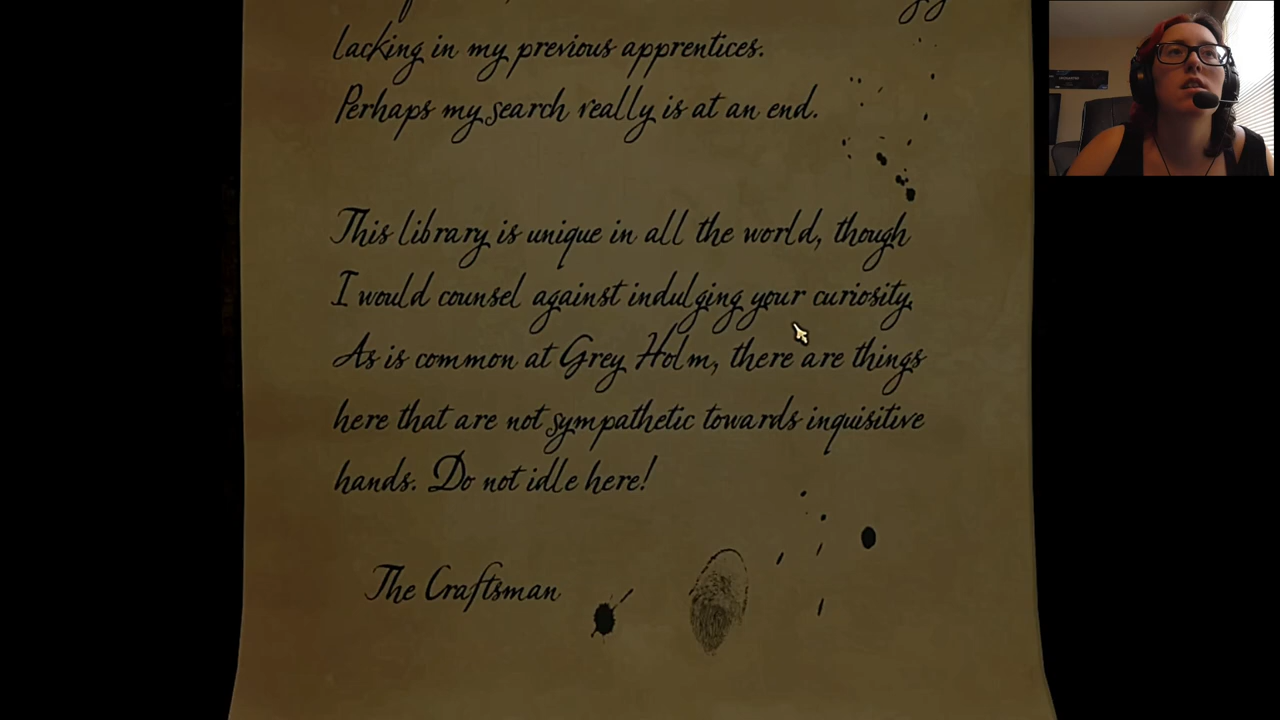 lacking in my previous apprentices.
Perhaps my search really is at an end.
This library is unique in all the world, though
I would counsel against indulging your curiosity.
As is common at Grey Holm, there are things
here that are not sympathetic towards inquisitive
hands. Do not idle here!
The Craftsman